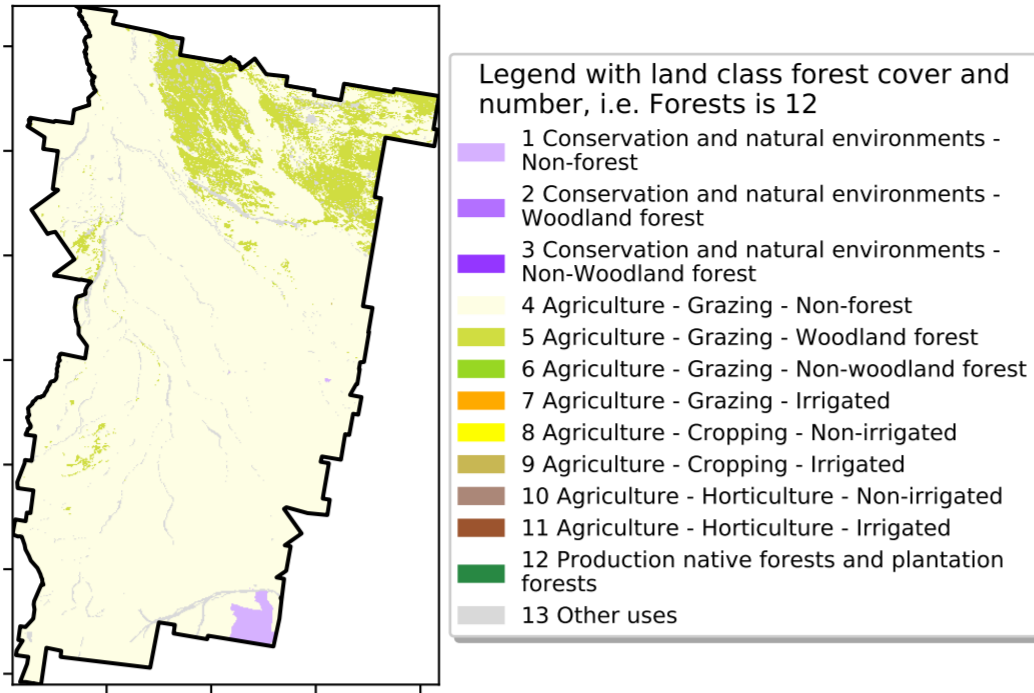 Legend with land class forest cover and
number, i.e. Forests is 12
1 Conservation and natural environments -
Non-forest
2 Conservation and natural environments -
Woodland forest
3 Conservation and natural environments -
Non-Woodland forest
4 Agriculture - Grazing - Non-forest
5 Agriculture - Grazing - Woodland forest
6 Agriculture - Grazing - Non-woodland forest
7 Agriculture - Grazing - Irrigated
8 Agriculture - Cropping - Non-irrigated
9 Agriculture - Cropping - Irrigated
10 Agriculture - Horticulture - Non-irrigated
11 Agriculture - Horticulture - Irrigated
12 Production native forests and plantation
forests
13 Other uses